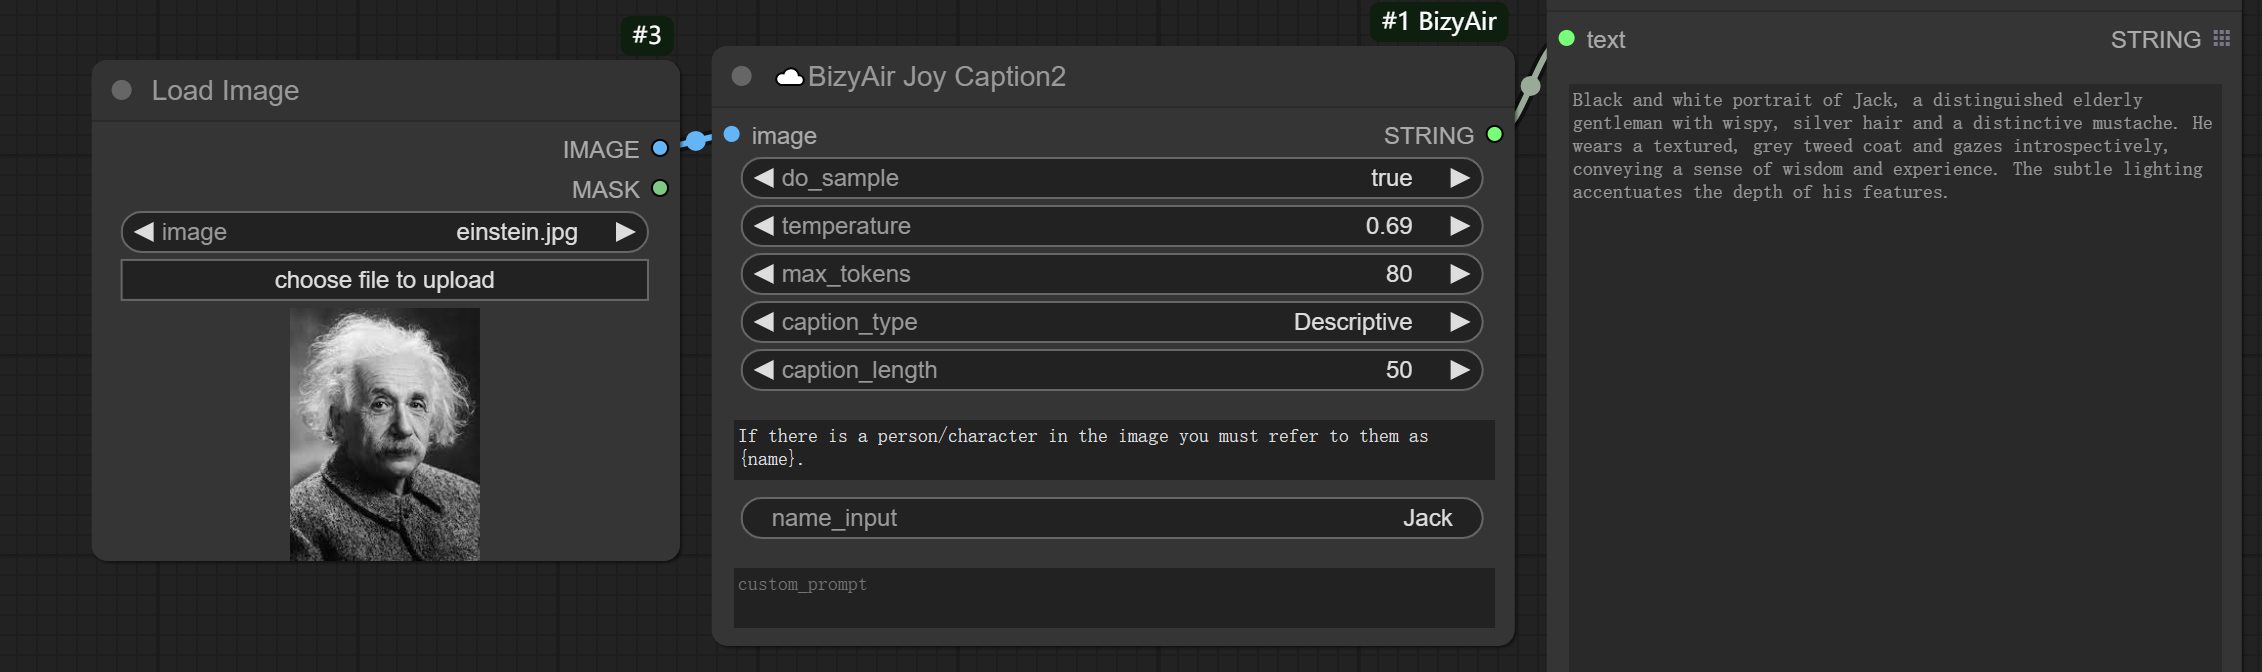 #3
Load Image
IMAGE
MASK
image einstein.jpg
choose file to upload
#1 BizyAir
BizyAir Joy Caption2
image STRING
do_sample true
temperature 0.69
max_tokens 80
caption_type Descriptive
caption_length 50
If there is a person/character in the image you must refer to them as
{name}.
name_input Jack
custom_prompt
text STRING
Black and white portrait of Jack, a distinguished elderly
gentleman with wispy, silver hair and a distinctive mustache. He
wears a textured, grey tweed coat and gazes introspectively,
conveying a sense of wisdom and experience. The subtle lighting
accentuates the depth of his features.